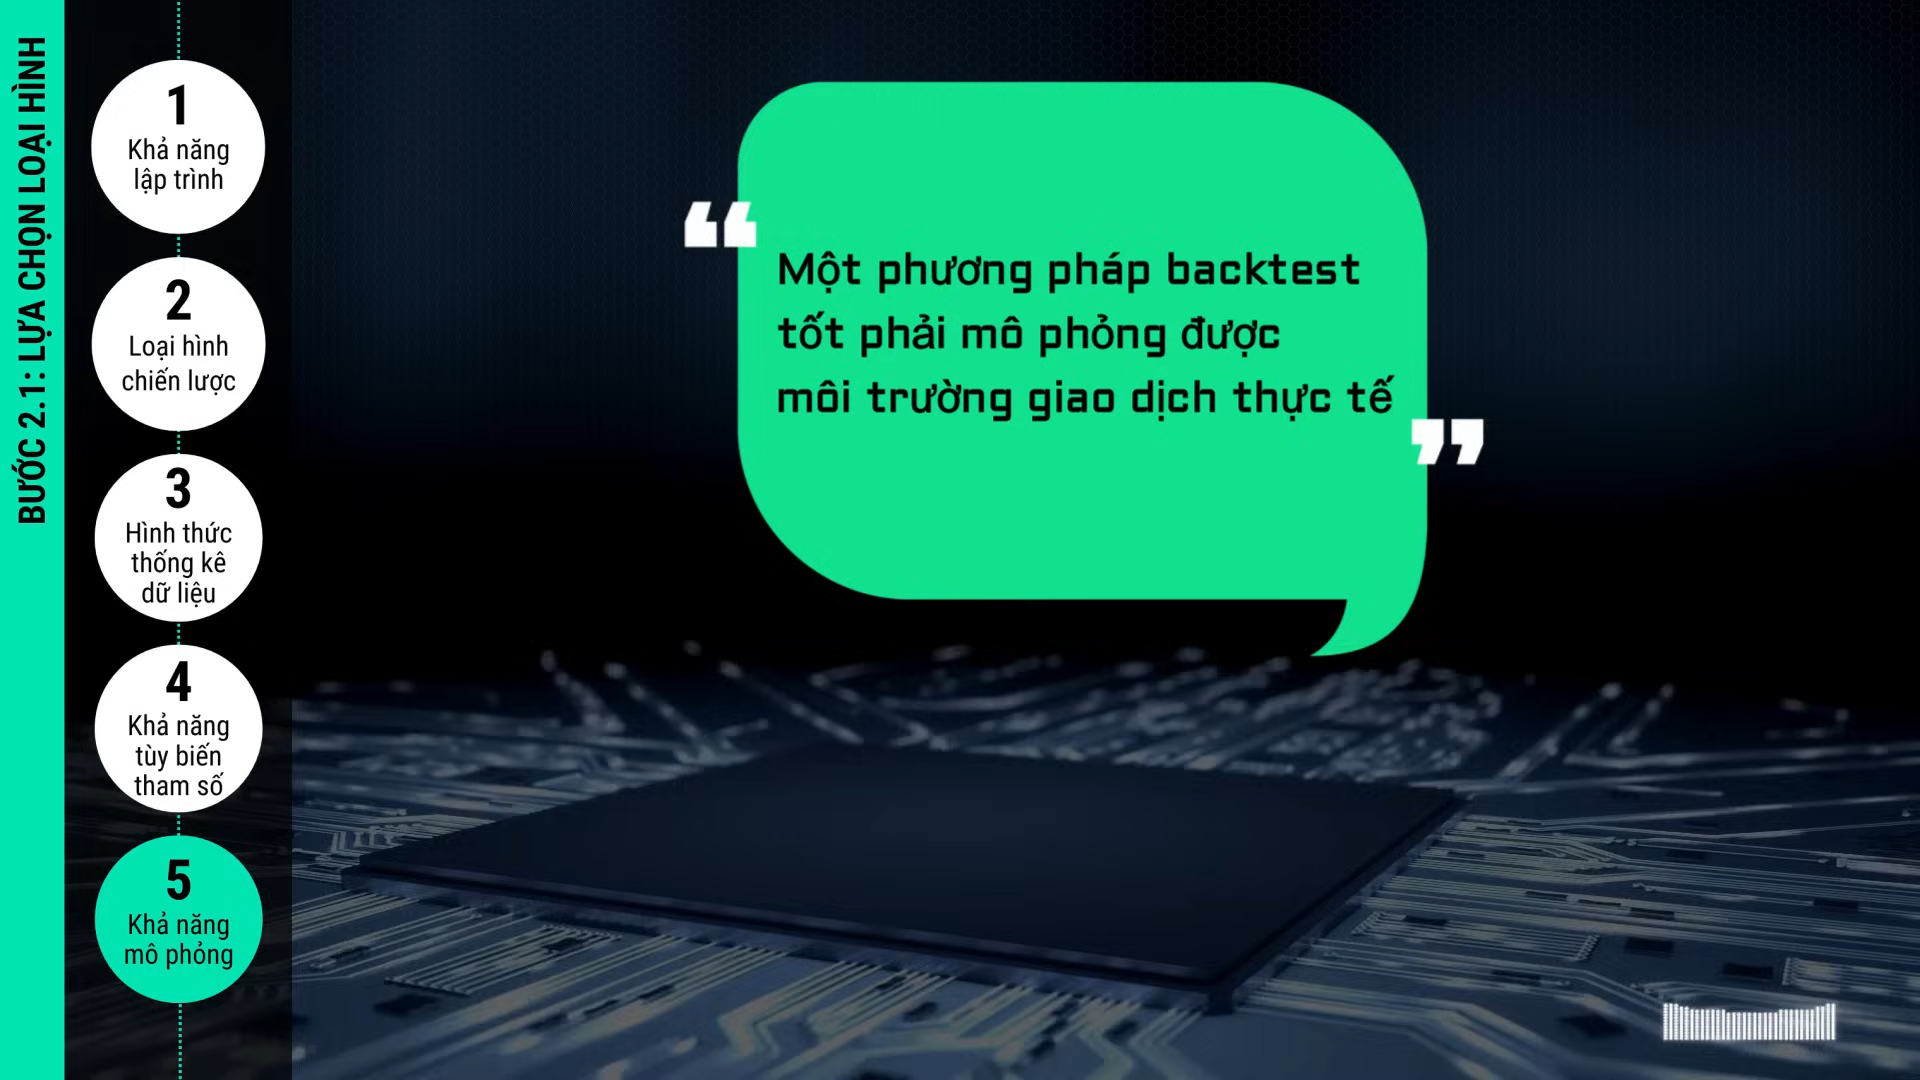 BƯỚC 2.1: LỰA CHỌN LOẠI HÌNH
1
Khả năng
lập trình
2
Loại hình
chiến lược
3
Hình thức
thống kê
dữ liệu
4
Khả năng
tùy biến
tham số
5
Khả năng
mô phỏng
“
Một phương pháp backtest
tốt phải mô phỏng được
môi trường giao dịch thực tế
”